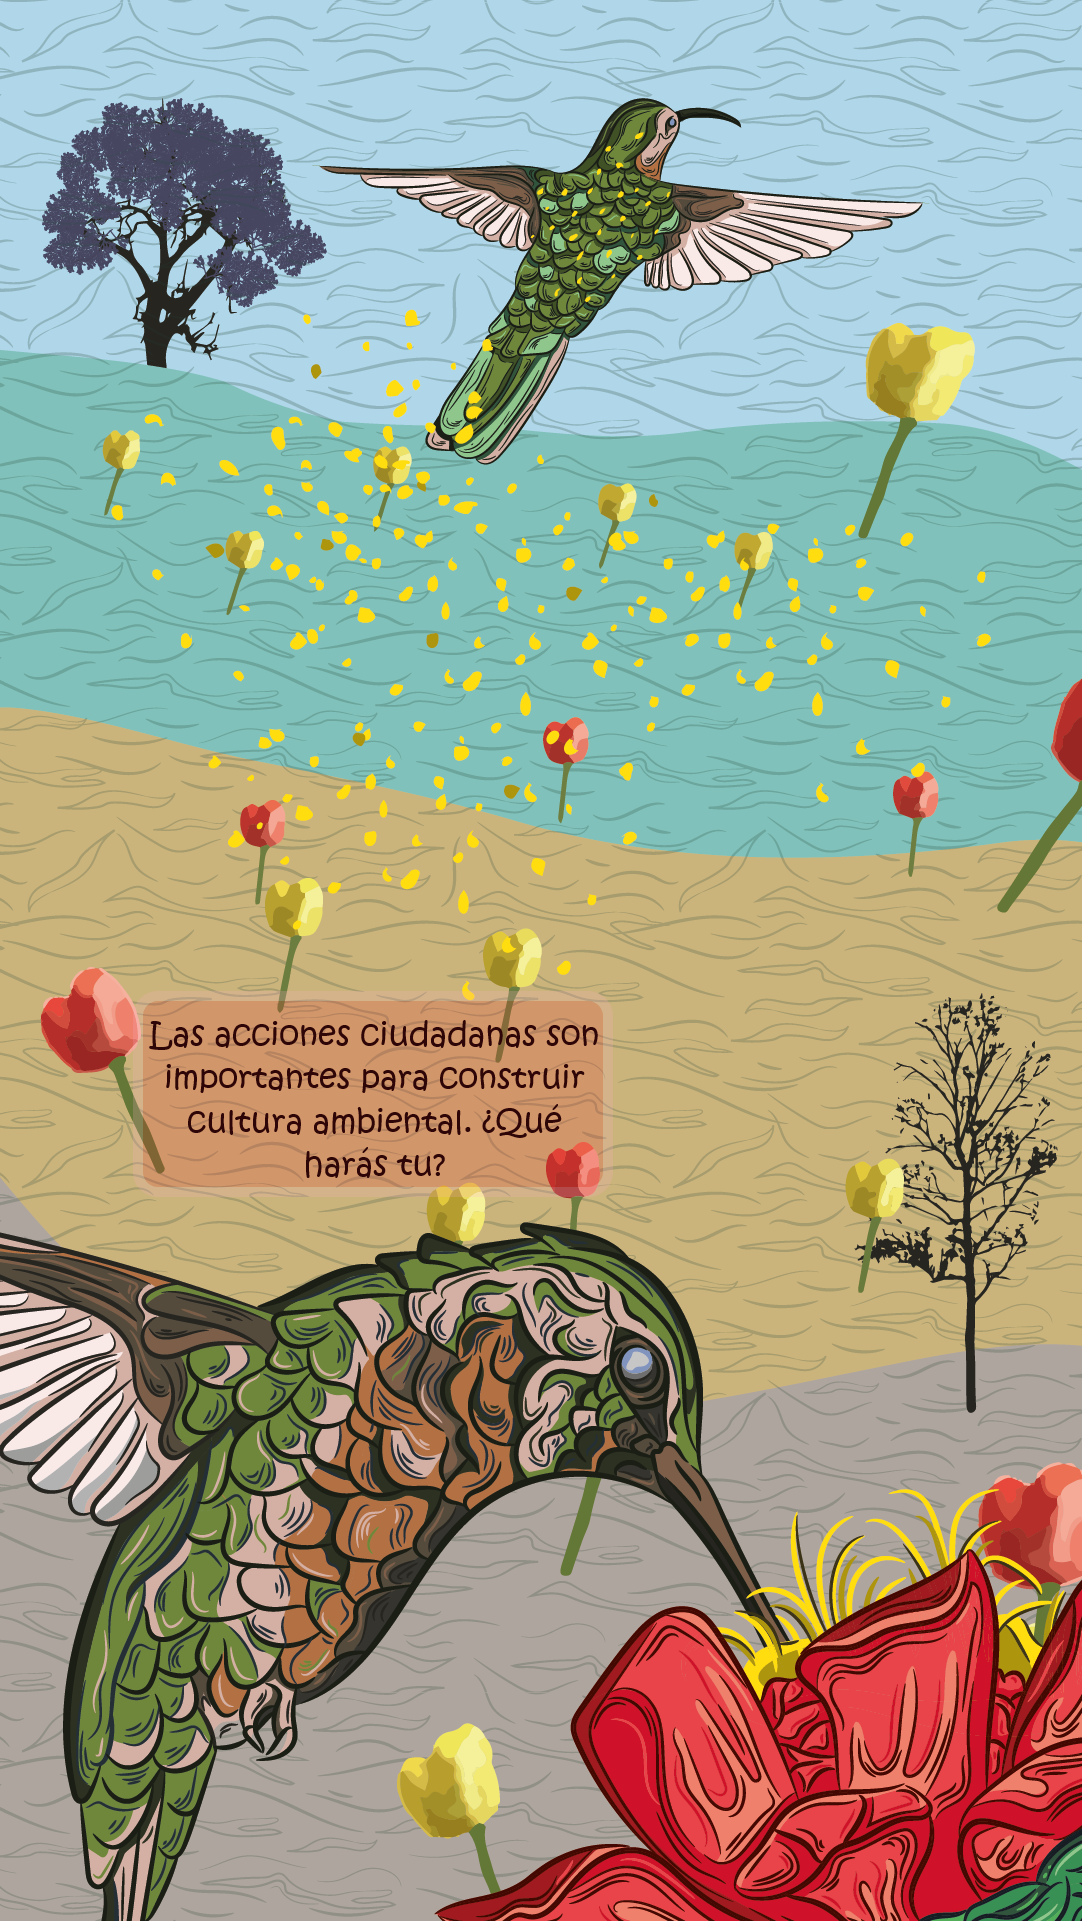 Las acciones ciudadanas son
importantes para construir
cultura ambiental. ¿Qué
harás tu?